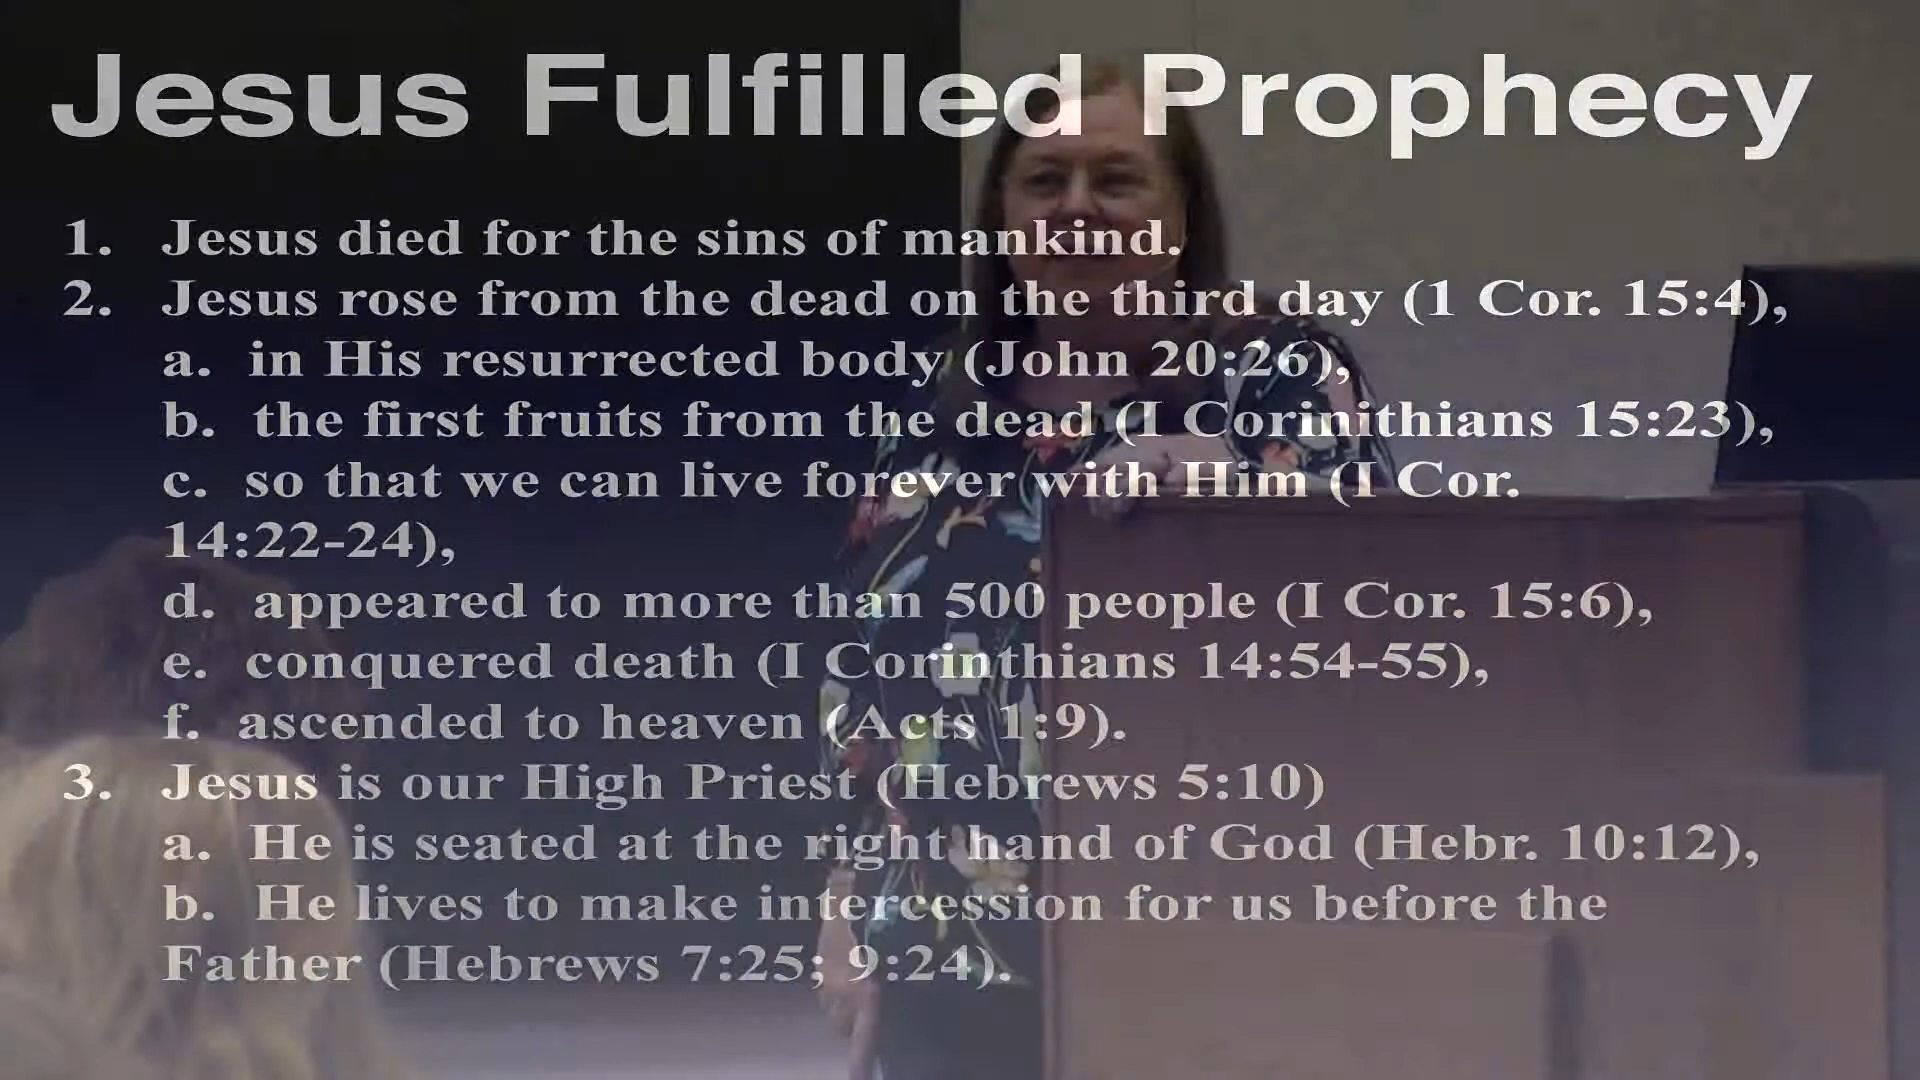 Jesus Fulfilled Prophecy
1. Jesus died for the sins of mankind.
2. Jesus rose from the dead on the third day (1 Cor. 15:4),
a. in His resurrected body (John 20:26),
b. the first fruits from the dead (I Corinithians 15:23),
c. so that we can live forever with Him (I Cor.
14:22-24),
d. appeared to more than 500 people (I Cor. 15:6),
e. conquered death (I Corinthians 14:54-55),
f. ascended to heaven (Acts 1:9).
3. Jesus is our High Priest (Hebrews 5:10)
a. He is seated at the right hand of God (Hebr. 10:12),
b. He lives to make intercession for us before the
Father (Hebrews 7:25; 9:24).